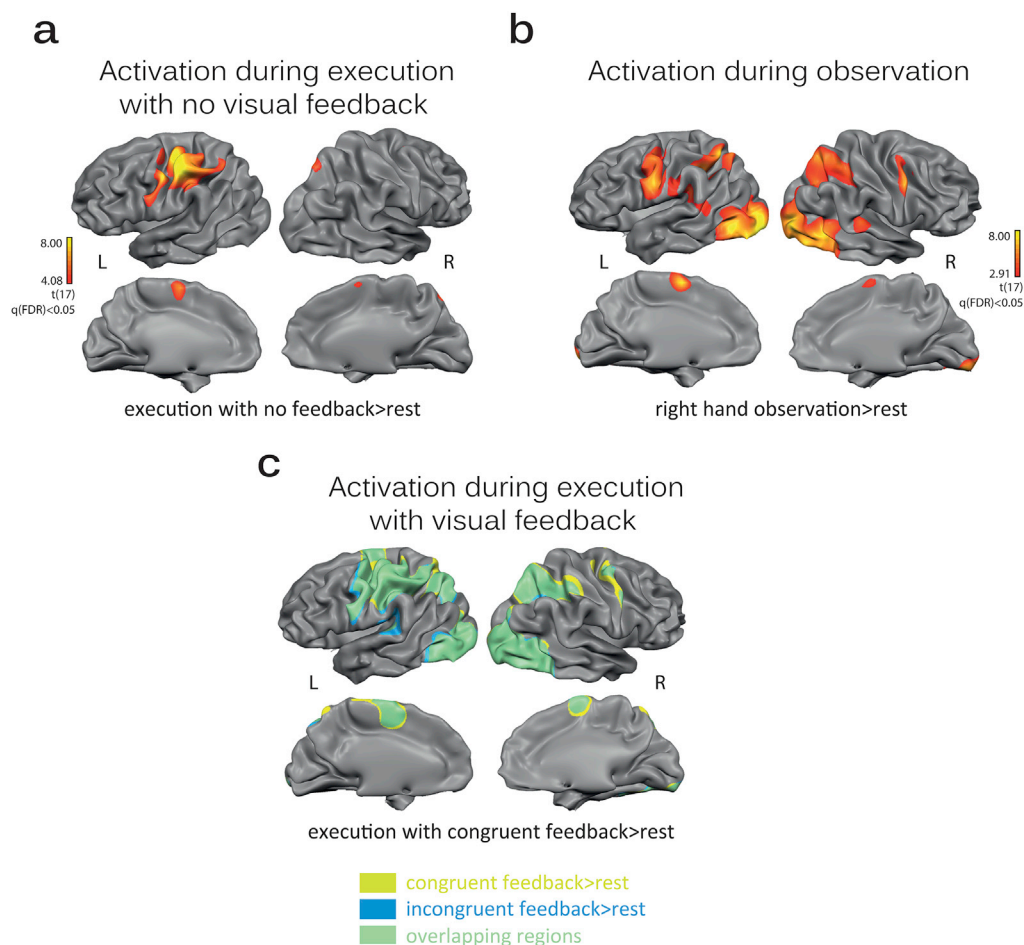 a
Activation during execution
with no visual feedback
8.00
4.08
t(17)
q(FDR)<0.05
L
R
execution with no feedback>rest
b
Activation during observation
8.00
2.91
t(17)
q(FDR)<0.05
L
R
right hand observation>rest
c
Activation during execution
with visual feedback
L
R
execution with congruent feedback>rest
congruent feedback>rest
incongruent feedback>rest
overlapping regions